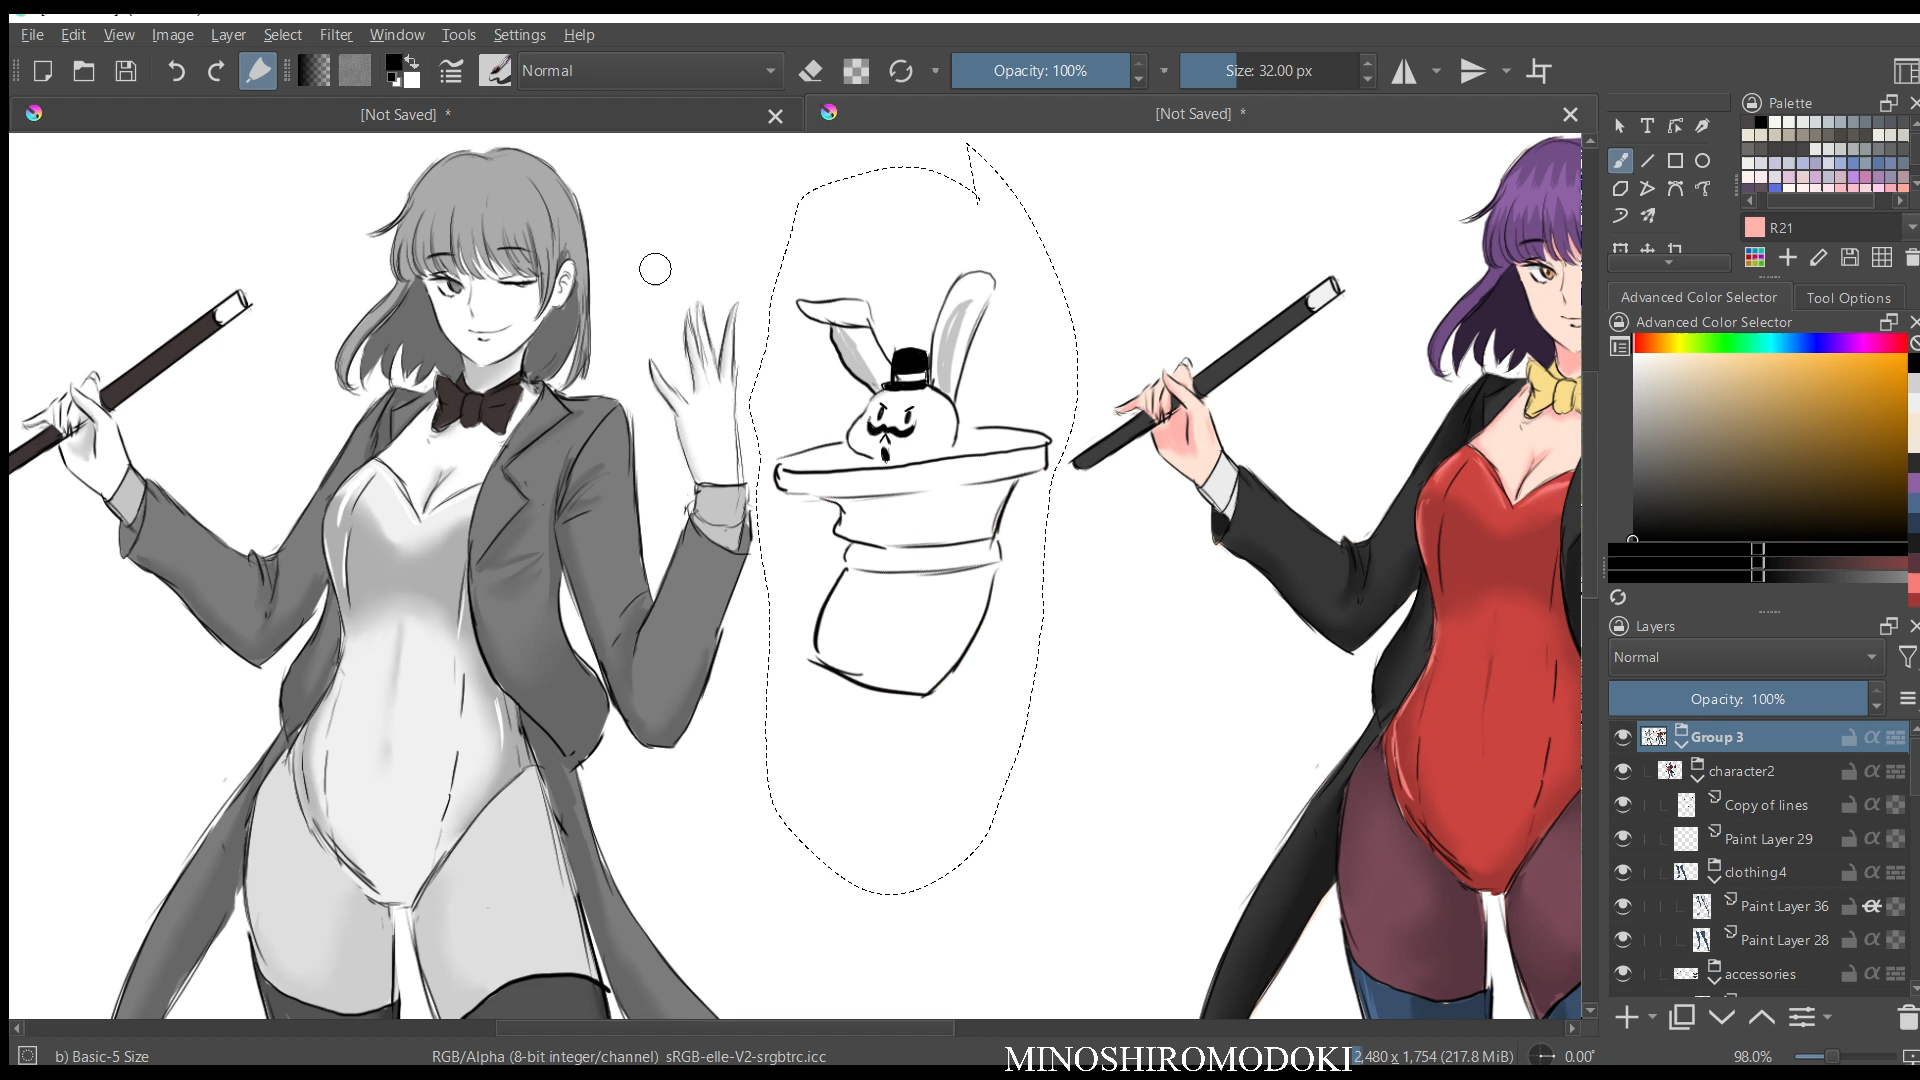 File Edit View Image Layer Select Filter Window Tools Settings Help
Normal Opacity: 100% Size: 32.00 px
[Not Saved] * [Not Saved] *
Palette
R21
Advanced Color Selector Tool Options
Advanced Color Selector
Layers
Normal
Opacity: 100%
Group 3
character2
Copy of lines
Paint Layer 29
clothing4
Paint Layer 36
Paint Layer 28
accessories
b) Basic-5 Size RGB/Alpha (8-bit integer/channel) sRGB-elle-V2-srgbtrc.icc MINOSHIROMODOKI 2,480 x 1,754 (217.8 MiB) 0.00° 98.0%